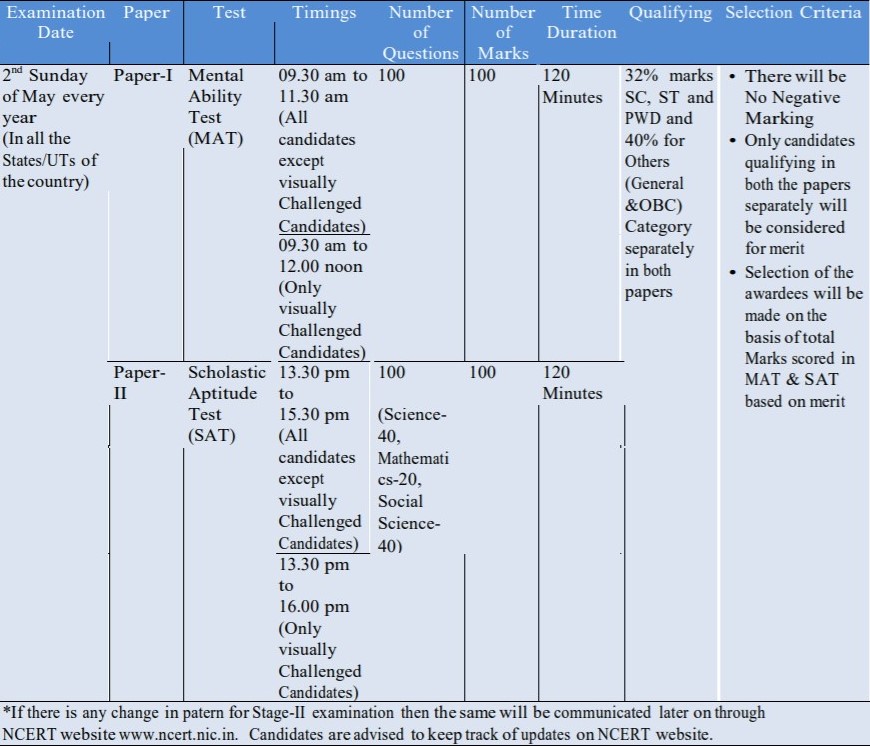 Examination Date
Paper
Test
Timings
Number of Questions
Number of Marks
Time Duration
Qualifying
Selection Criteria
2nd Sunday
of May every
year
(In all the
States/UTs of
the country)
Paper-I
Mental
Ability
Test
(MAT)
09.30 am to
11.30 am
(All
candidates
except
visually
Challenged
Candidates)
09.30 am to
12.00 noon
(Only
visually
Challenged
Candidates)
100
100
120
Minutes
32% marks
SC, ST and
PWD and
40% for
Others
(General
&OBC)
Category
separately
in both
papers
• There will be
No Negative
Marking
• Only candidates
qualifying in
both the papers
separately will
be considered
for merit
• Selection of the
awardees will be
made on the
basis of total
Marks scored in
MAT & SAT
based on merit
Paper-
II
Scholastic
Aptitude
Test
(SAT)
13.30 pm
to
15.30 pm
(All
candidates
except
visually
Challenged
Candidates)
13.30 pm
to
16.00 pm
(Only
visually
Challenged
Candidates)
100
(Science-
40,
Mathemati
cs-20,
Social
Science-
40)
100
120
Minutes
*If there is any change in patern for Stage-II examination then the same will be communicated later on through
NCERT website www.ncert.nic.in. Candidates are advised to keep track of updates on NCERT website.